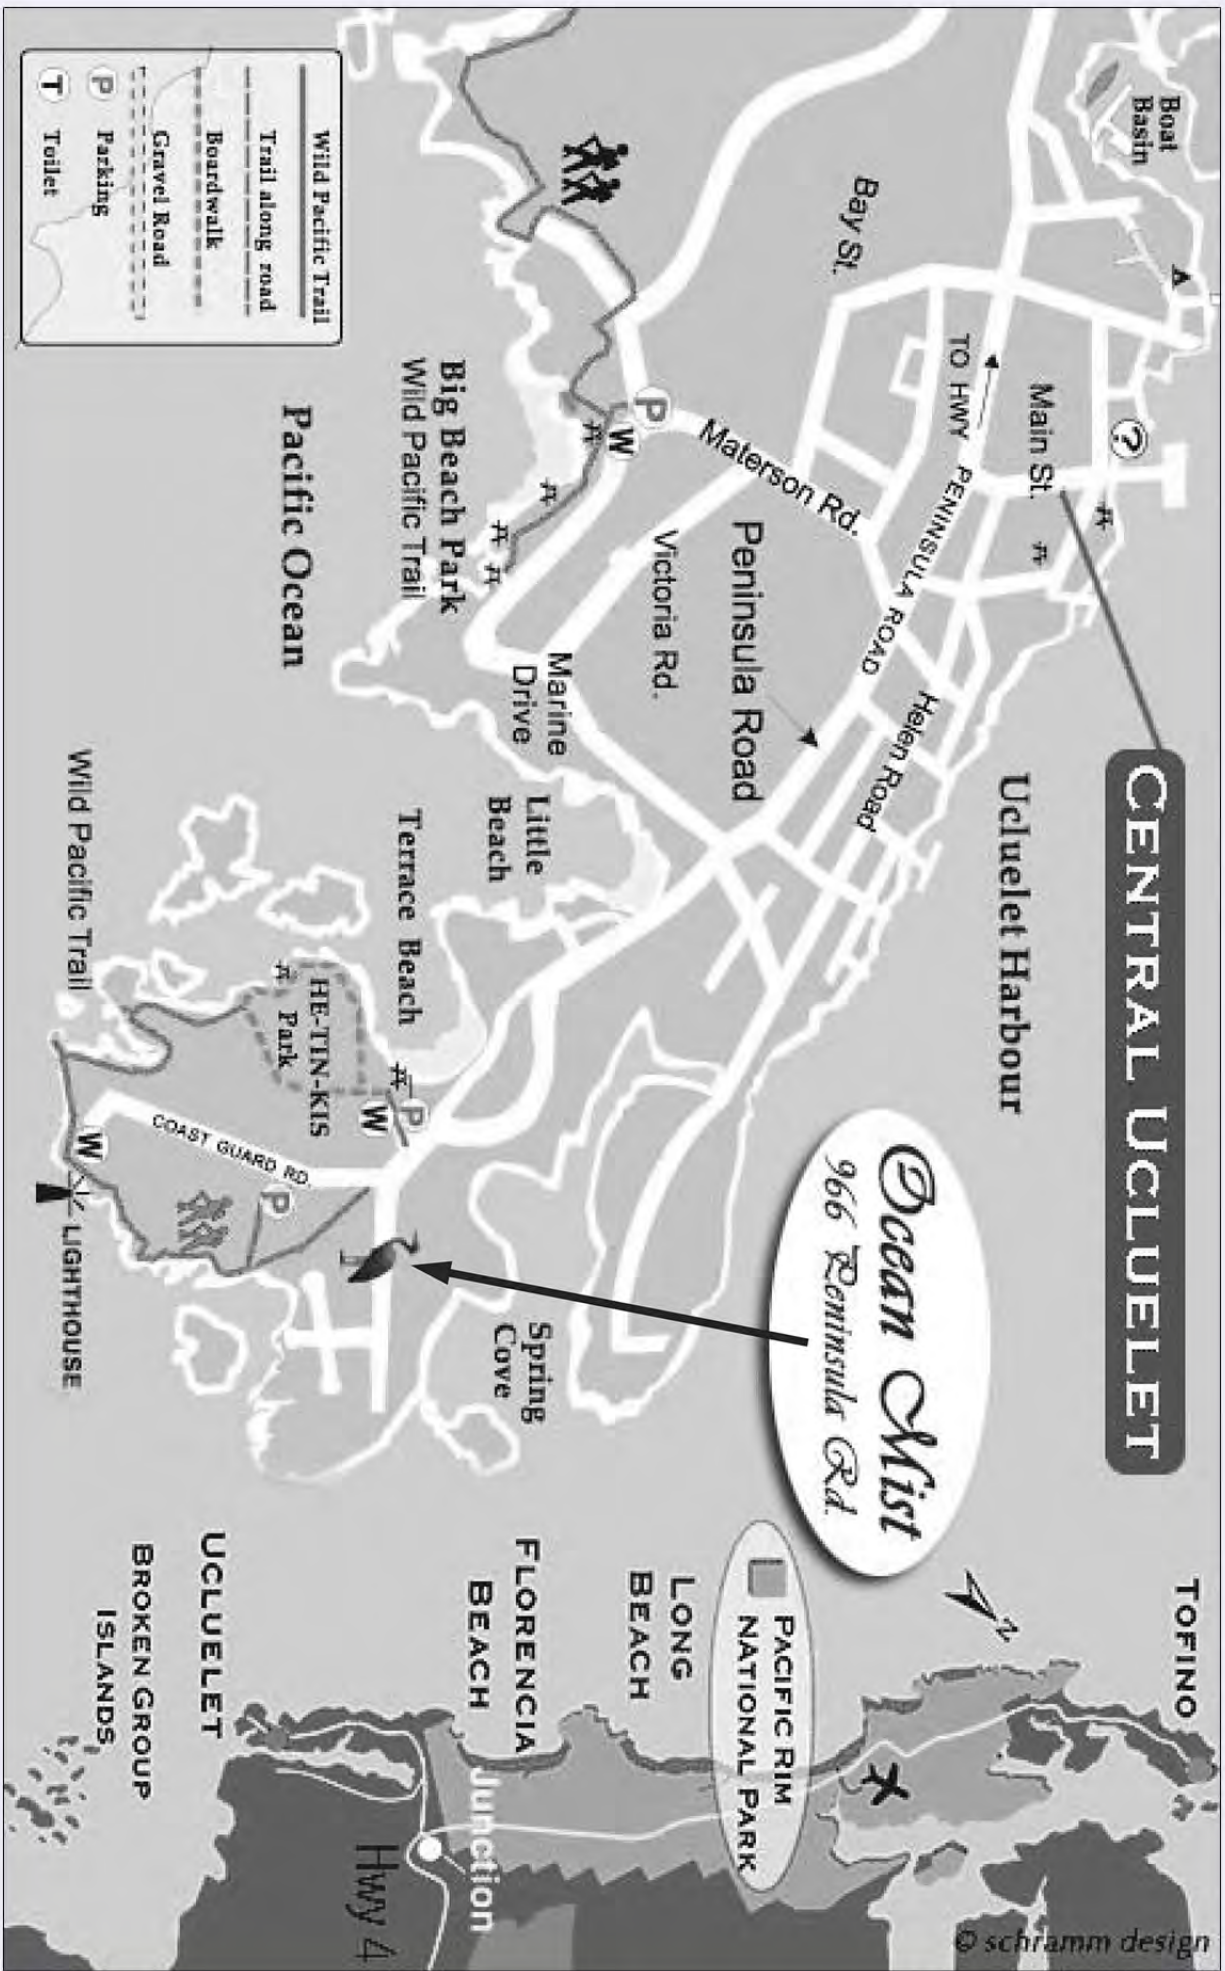 Boat
Basin
Bay St.
TO HWY
Main St.
?
PENINSULA ROAD
Materson Rd.
P
W
Victoria Rd.
Peninsula Road
Helen Road
Big Beach Park
Wild Pacific Trail
Pacific Ocean
Marine
Drive
Little
Beach
Terrace Beach
Ucluelet Harbour
CENTRAL UCLUELET
Wild Pacific Trail
HE-TIN-KIS
Park
P
W
COAST GUARD RD.
W
P
LIGHTHOUSE
Spring
Cove
Ocean Mist
966 Peninsula Rd.
Wild Pacific Trail
Trail along road
Boardwalk
Gravel Road
P Parking
T Toilet
N
TOFINO
PACIFIC RIM
NATIONAL PARK
LONG
BEACH
FLORENCIA
BEACH
UCLUELET
BROKEN GROUP
ISLANDS
Junction
Hwy 4
© schramm design